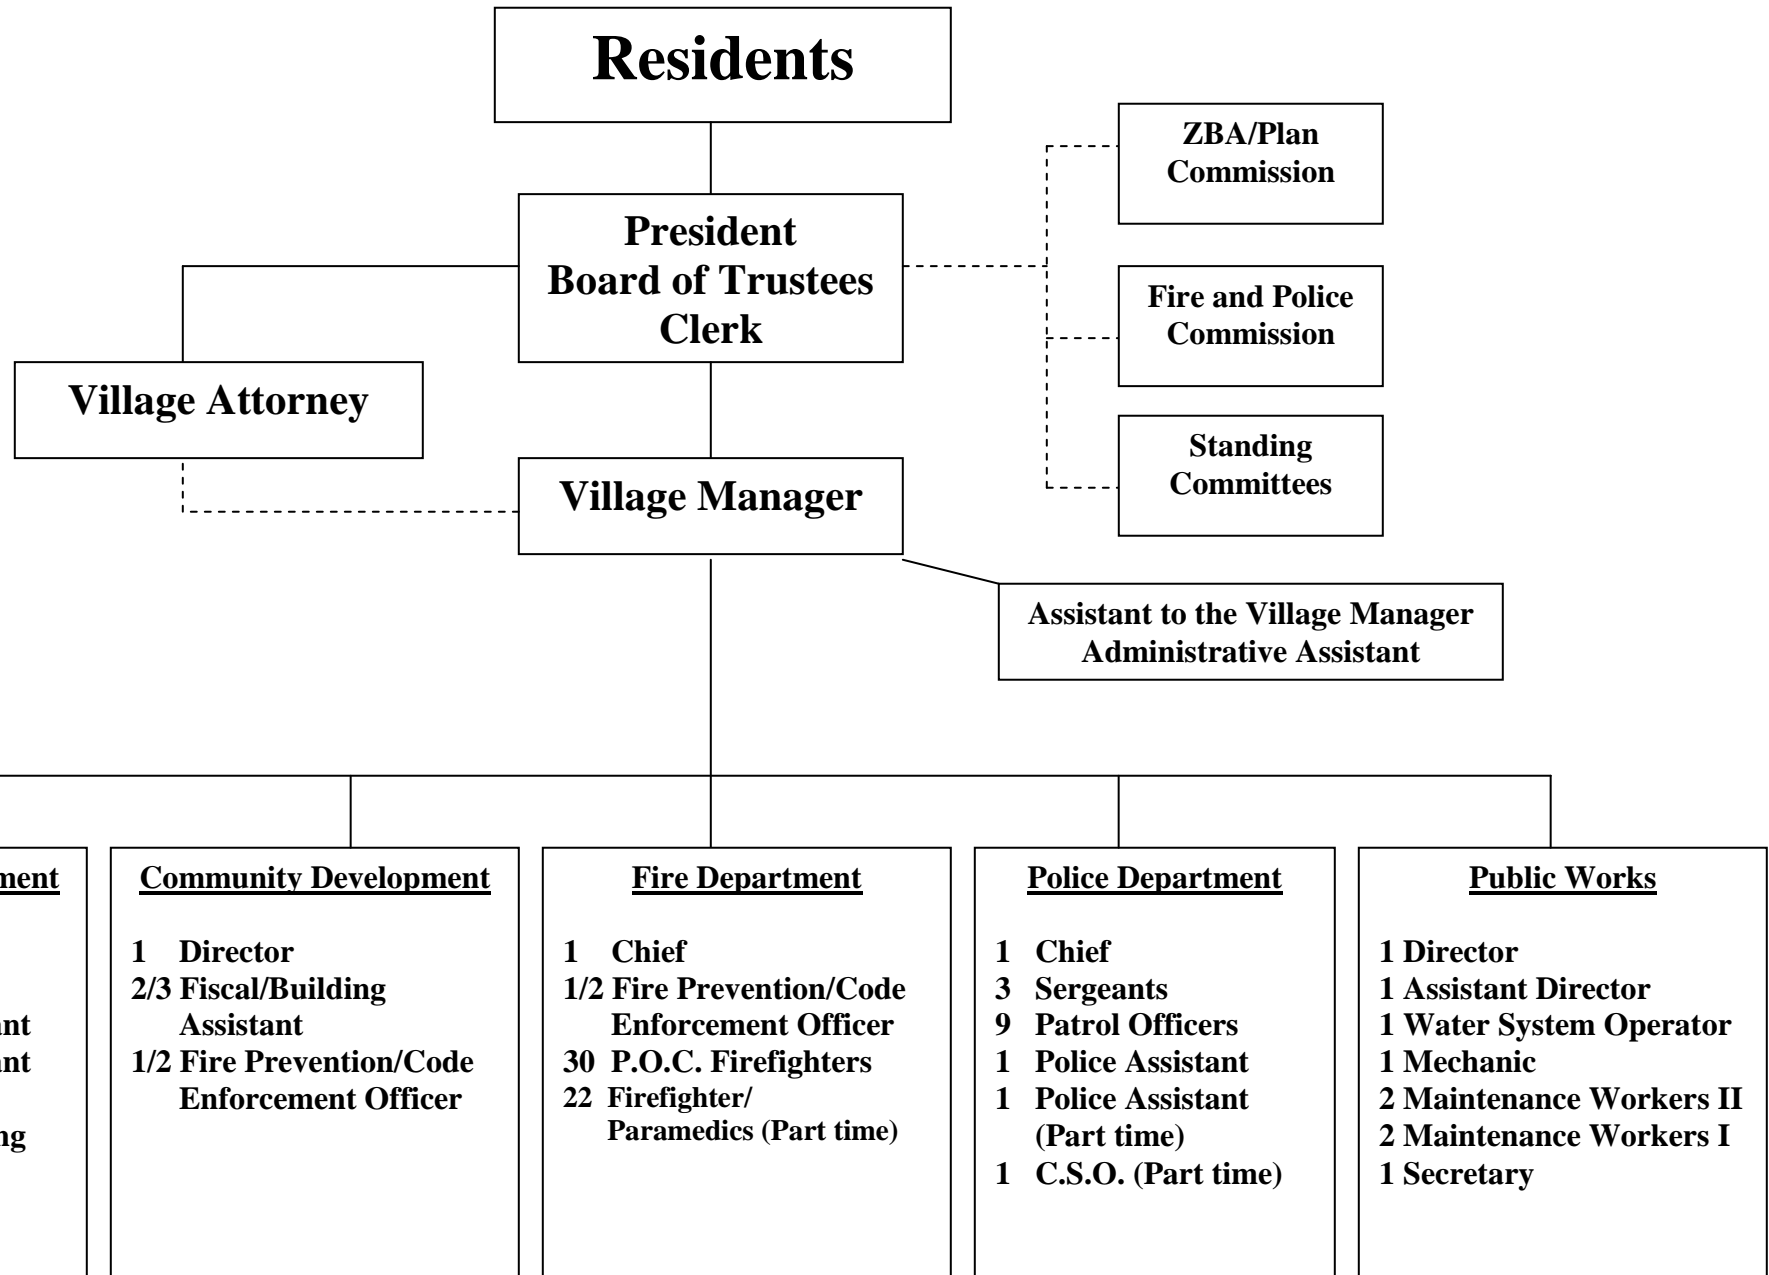 Residents
ZBA/Plan
Commission
President
Board of Trustees
Clerk
Fire and Police
Commission
Village Attorney
Standing
Committees
Village Manager
Assistant to the Village Manager
Administrative Assistant
Community Development
1 Director
2/3 Fiscal/Building
Assistant
1/2 Fire Prevention/Code
Enforcement Officer
Fire Department
1 Chief
1/2 Fire Prevention/Code
Enforcement Officer
30 P.O.C. Firefighters
22 Firefighter/
Paramedics (Part time)
Police Department
1 Chief
3 Sergeants
9 Patrol Officers
1 Police Assistant
1 Police Assistant
(Part time)
1 C.S.O. (Part time)
Public Works
1 Director
1 Assistant Director
1 Water System Operator
1 Mechanic
2 Maintenance Workers II
2 Maintenance Workers I
1 Secretary